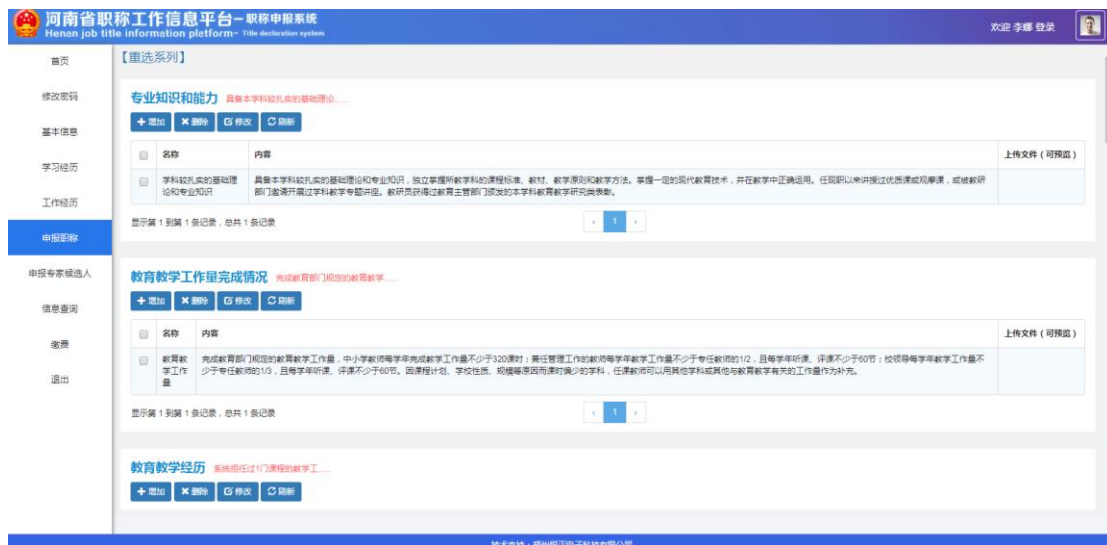 河南省职称工作信息平台-职称申报系统
Henan job title information platform- Title declaration system
欢迎 李娜 登录
首页
修改密码
基本信息
学习经历
工作经历
申报职称
申报专家候选人
信息查询
缴费
退出
【重选系列】
专业知识和能力 具备本学科较扎实的基础理论......
增加 删除 修改 刷新
名称 内容 上传文件（可预览）
学科较扎实的基础理 具备本学科较扎实的基础理论和专业知识，独立掌握所教学科的课程标准、教材、教学原则和教学方法。掌握一定的现代教育技术，并在教学中正确运用。任现职以来讲授过优质课或观摩课，或被教研
论和专业知识 部门邀请开展过学科教学专题讲座。教研员获得过教育主管部门颁发的本学科教育教学研究类表彰。
显示第 1 到第 1 条记录，总共 1 条记录
‹ 1 ›
教育教学工作量完成情况 完成教育部门规定的教育教学......
增加 删除 修改 刷新
名称 内容 上传文件（可预览）
教育教 完成教育部门规定的教育教学工作量，中小学教师每学年完成教学工作量不少于320课时；兼任管理工作的教师每学年教学工作量不少于专任教师的1/2，且每学年听课、评课不少于60节；校领导每学年教学工作量不
学工作 少于专任教师的1/3，且每学年听课、评课不少于60节。因课程计划、学校性质、规模等原因而课时偏少的学科，任课教师可以用其他学科或其他与教育教学有关的工作量作为补充。
量
显示第 1 到第 1 条记录，总共 1 条记录
‹ 1 ›
教育教学经历 系统担任过1门课程的教学工......
增加 删除 修改 刷新
技术支持：郑州恒正电子科技有限公司